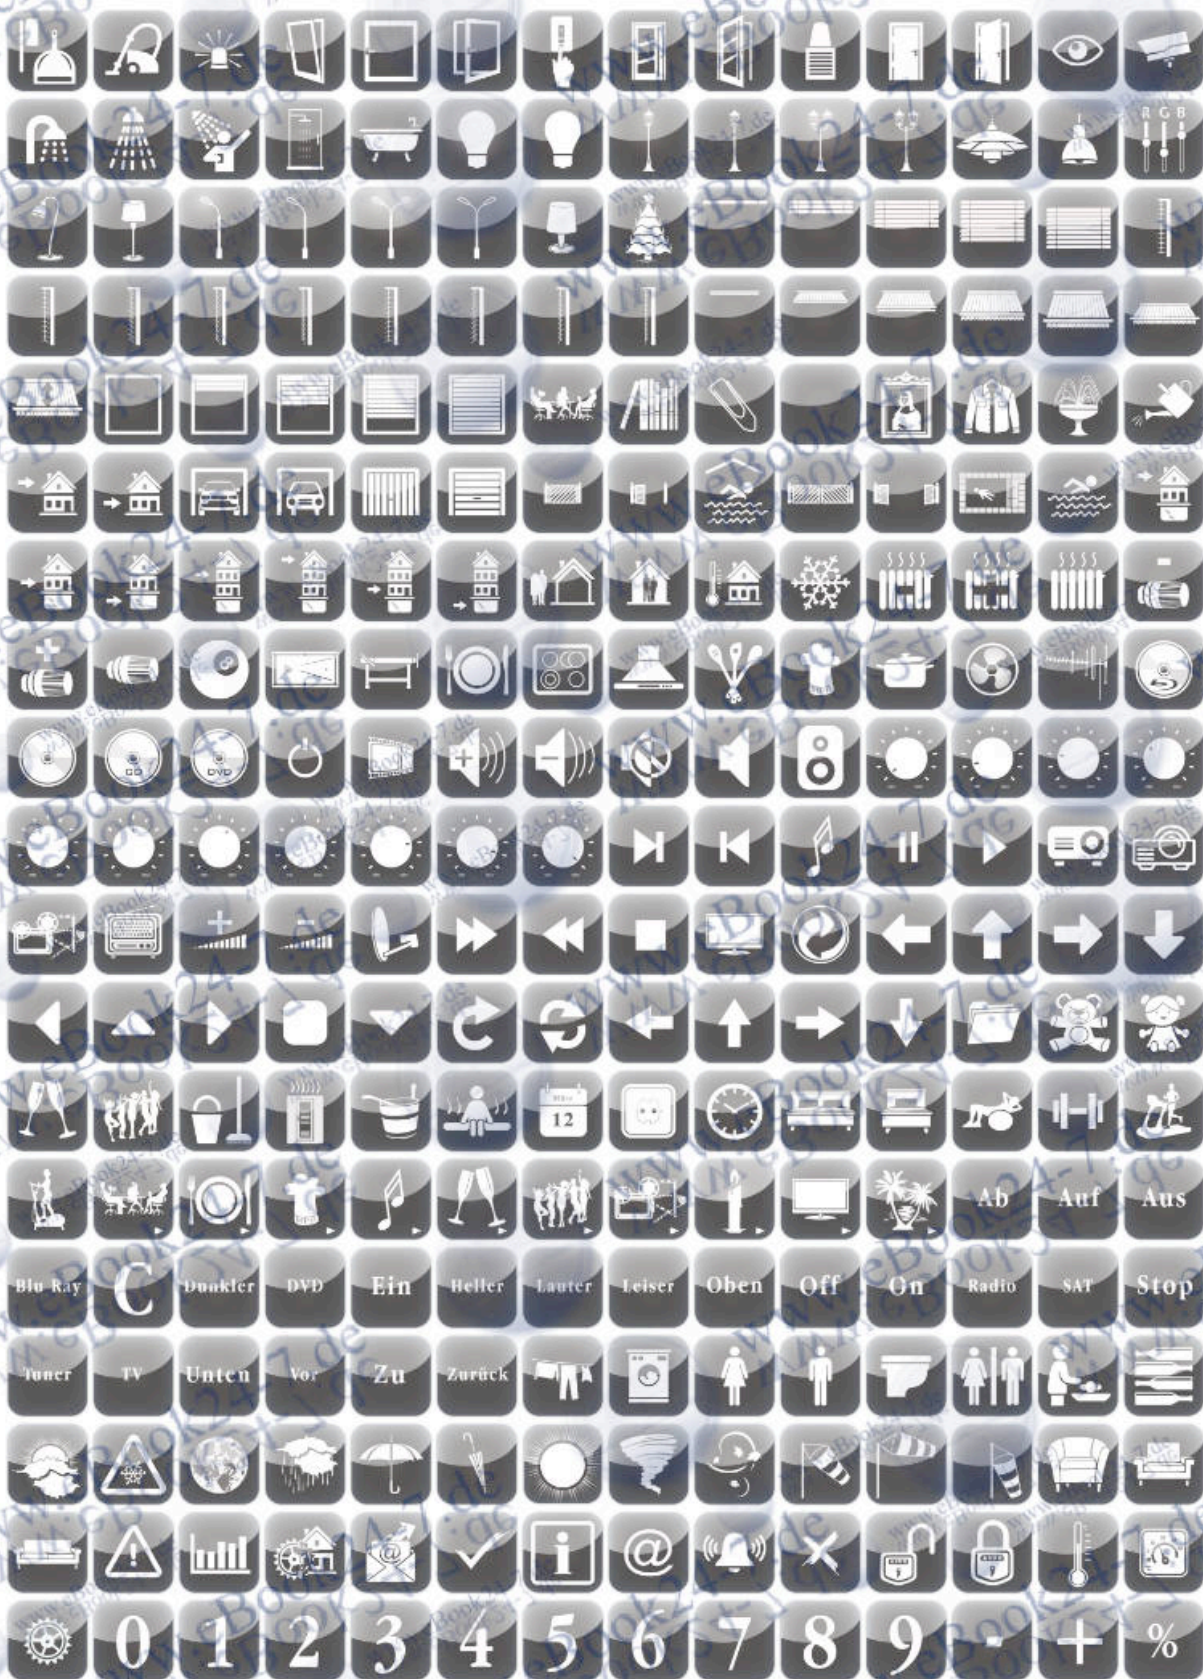 R G B
CD DVD
12
Ab Auf Aus
Blu Ray C Dunkler DVD Ein Heller Lauter Leiser Oben Off On Radio SAT Stop
Tuner TV Unten Vor Zu Zurück
i @
0 1 2 3 4 5 6 7 8 9 - + %
www.eBook24-7.de